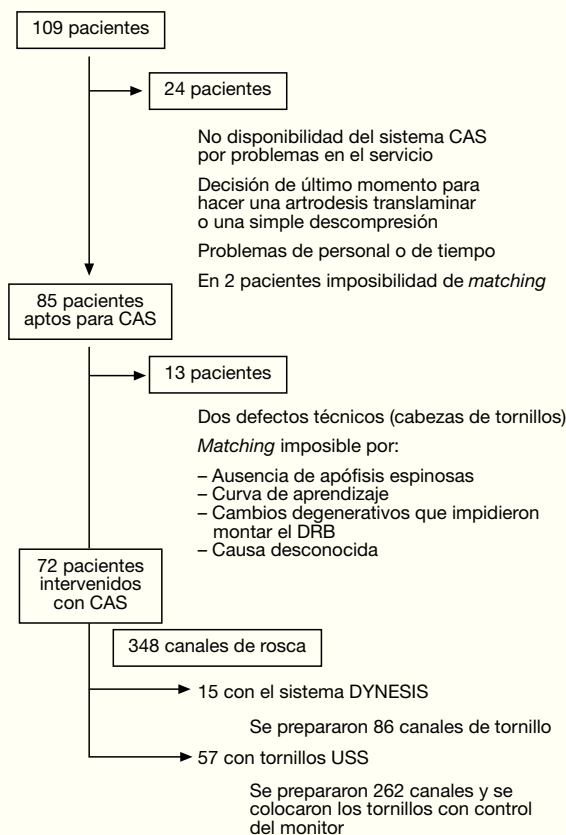 109 pacientes
24 pacientes
No disponibilidad del sistema CAS
por problemas en el servicio
Decisión de último momento para
hacer una artrodesis translaminar
o una simple descompresión
Problemas de personal o de tiempo
En 2 pacientes imposibilidad de matching
85 pacientes
aptos para CAS
13 pacientes
Dos defectos técnicos (cabezas de tornillos)
Matching imposible por:
– Ausencia de apófisis espinosas
– Curva de aprendizaje
– Cambios degenerativos que impidieron
montar el DRB
– Causa desconocida
72 pacientes
intervenidos
con CAS
348 canales de rosca
15 con el sistema DYNESIS
Se prepararon 86 canales de tornillo
57 con tornillos USS
Se prepararon 262 canales y se
colocaron los tornillos con control
del monitor